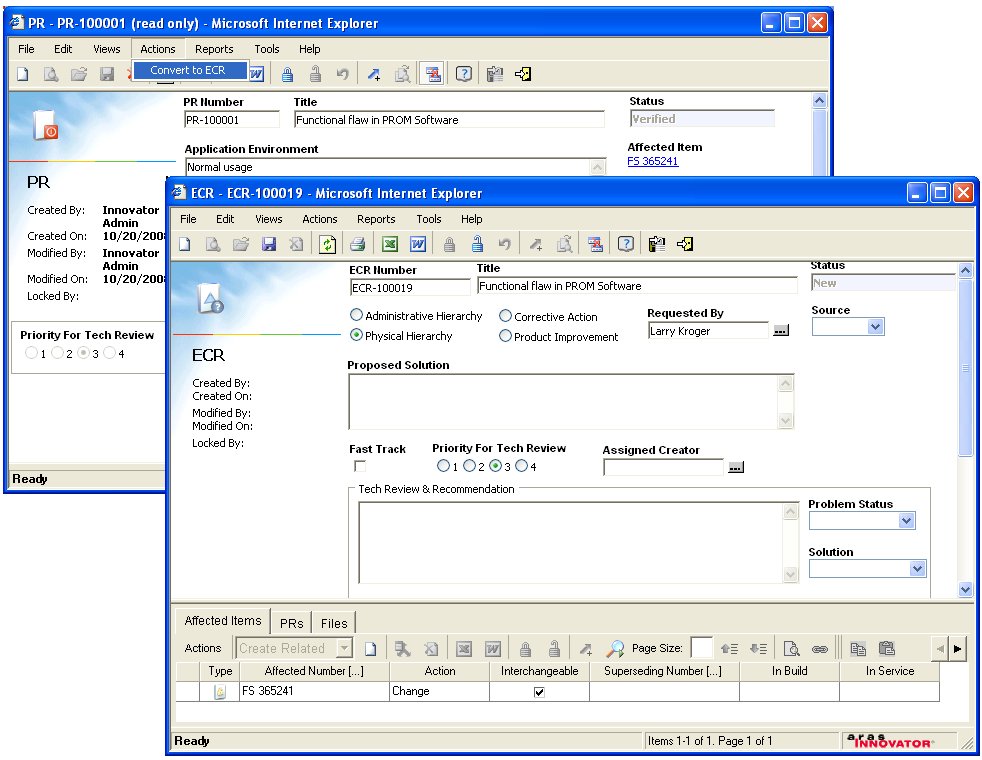 PR - PR-100001 (read only) - Microsoft Internet Explorer
File Edit Views Actions Reports Tools Help
Convert to ECR
PR Number Title Status
PR-100001 Functional flaw in PROM Software Verified
Application Environment Affected Item
Normal usage FS 365241
PR
Created By: Innovator
Admin
Created On: 10/20/2008
Modified By: Innovator
Admin
Modified On: 10/20/2008
Locked By:
Priority For Tech Review
1 2 3 4
Ready
ECR - ECR-100019 - Microsoft Internet Explorer
File Edit Views Actions Reports Tools Help
ECR Number Title Status
ECR-100019 Functional flaw in PROM Software New
Administrative Hierarchy Corrective Action Requested By Source
Physical Hierarchy Product Improvement Larry Kroger
ECR
Created By:
Created On:
Modified By:
Modified On:
Locked By:
Proposed Solution
Fast Track Priority For Tech Review Assigned Creator
1 2 3 4
Tech Review & Recommendation
Problem Status
Solution
Affected Items PRs Files
Actions Create Related Page Size:
Type Affected Number [...] Action Interchangeable Superseding Number [...] In Build In Service
FS 365241 Change
Ready Items 1-1 of 1. Page 1 of 1 aras INNOVATOR